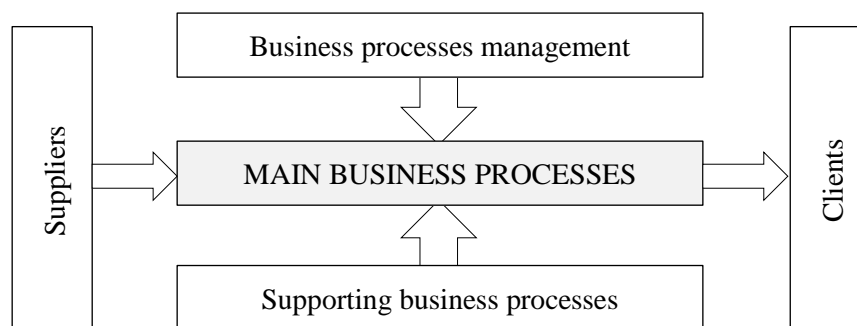 Business processes management
Suppliers
MAIN BUSINESS PROCESSES
Clients
Supporting business processes